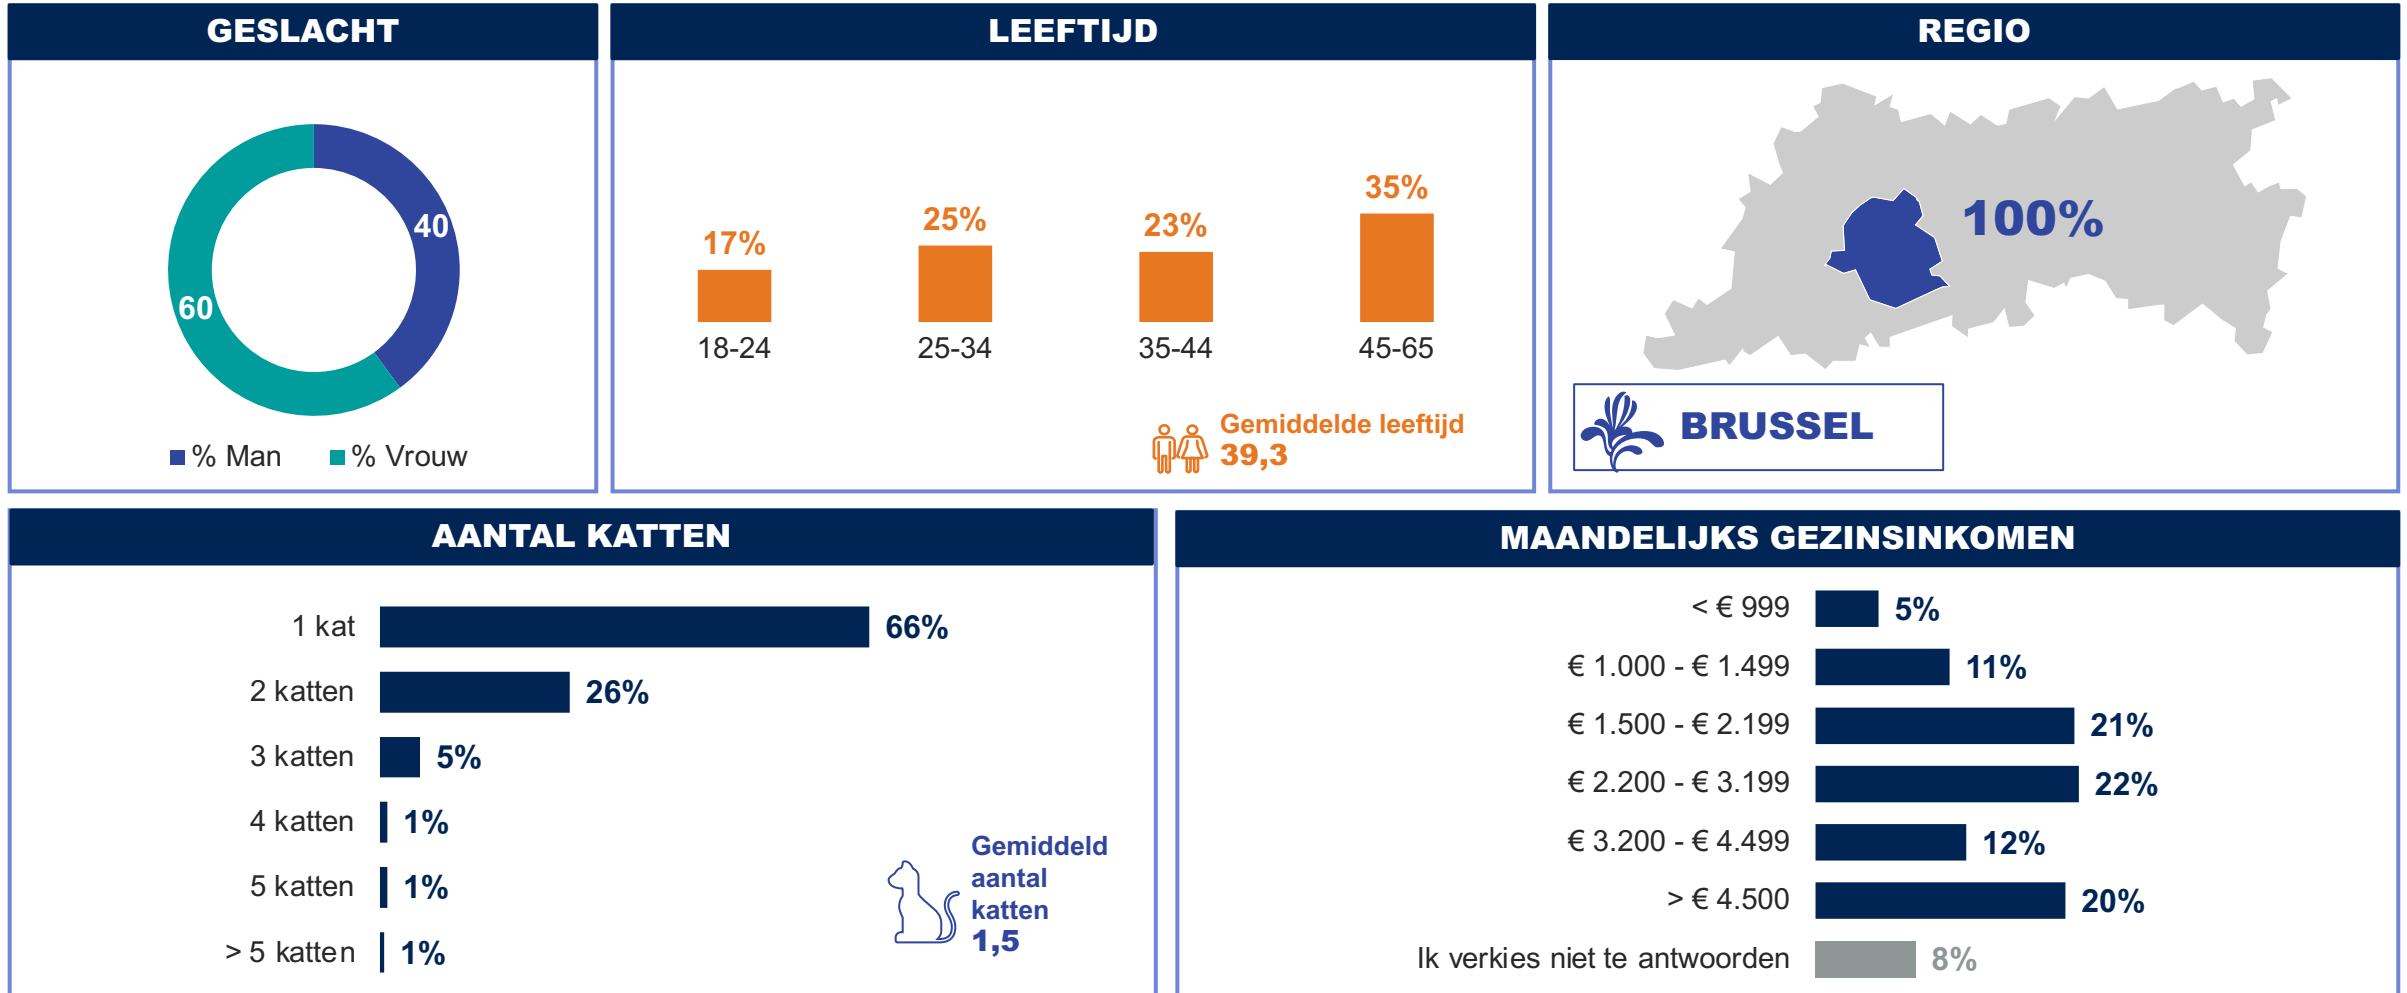 GESLACHT
40
60
% Man
% Vrouw
LEEFTIJD
17%
25%
23%
35%
18-24
25-34
35-44
45-65
Gemiddelde leeftijd
39,3
REGIO
100%
BRUSSEL
AANTAL KATTEN
1 kat 66%
2 katten 26%
3 katten 5%
4 katten 1%
5 katten 1%
> 5 katten 1%
Gemiddeld
aantal
katten
1,5
MAANDELIJKS GEZINSINKOMEN
< € 999 5%
€ 1.000 - € 1.499 11%
€ 1.500 - € 2.199 21%
€ 2.200 - € 3.199 22%
€ 3.200 - € 4.499 12%
> € 4.500 20%
Ik verkies niet te antwoorden 8%